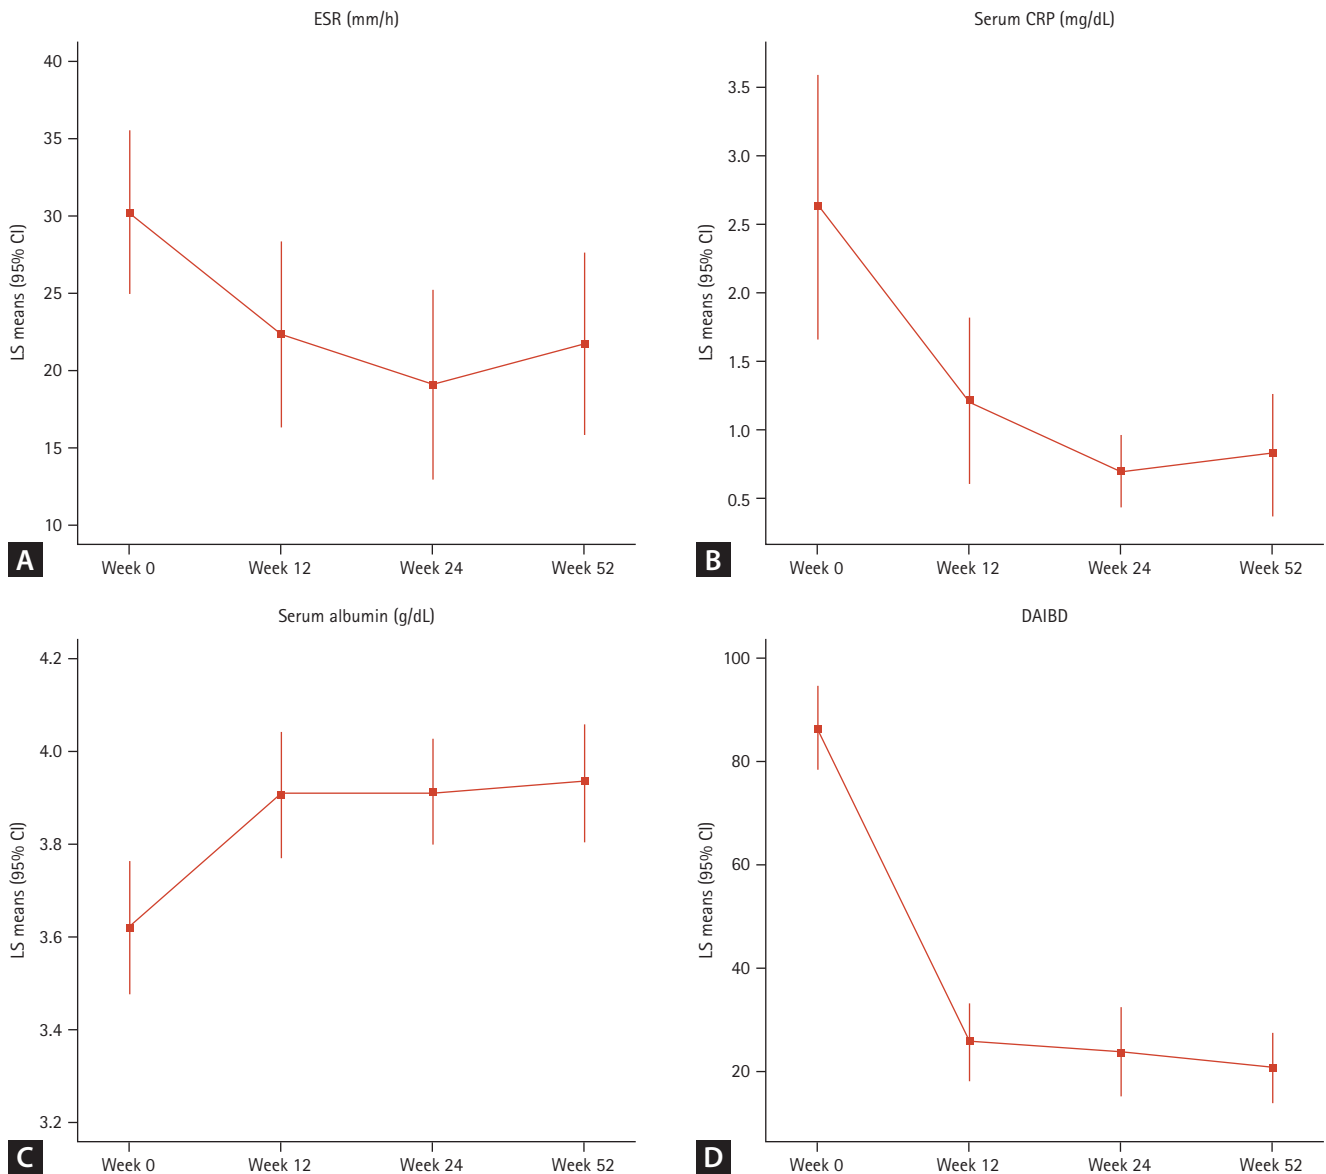 ESR (mm/h)
LS means (95% CI)
40
35
30
25
20
15
10
Week 0 Week 12 Week 24 Week 52
A
Serum CRP (mg/dL)
LS means (95% CI)
3.5
3.0
2.5
2.0
1.5
1.0
0.5
Week 0 Week 12 Week 24 Week 52
B
Serum albumin (g/dL)
LS means (95% CI)
4.2
4.0
3.8
3.6
3.4
3.2
Week 0 Week 12 Week 24 Week 52
C
DAIBD
LS means (95% CI)
100
80
60
40
20
Week 0 Week 12 Week 24 Week 52
D